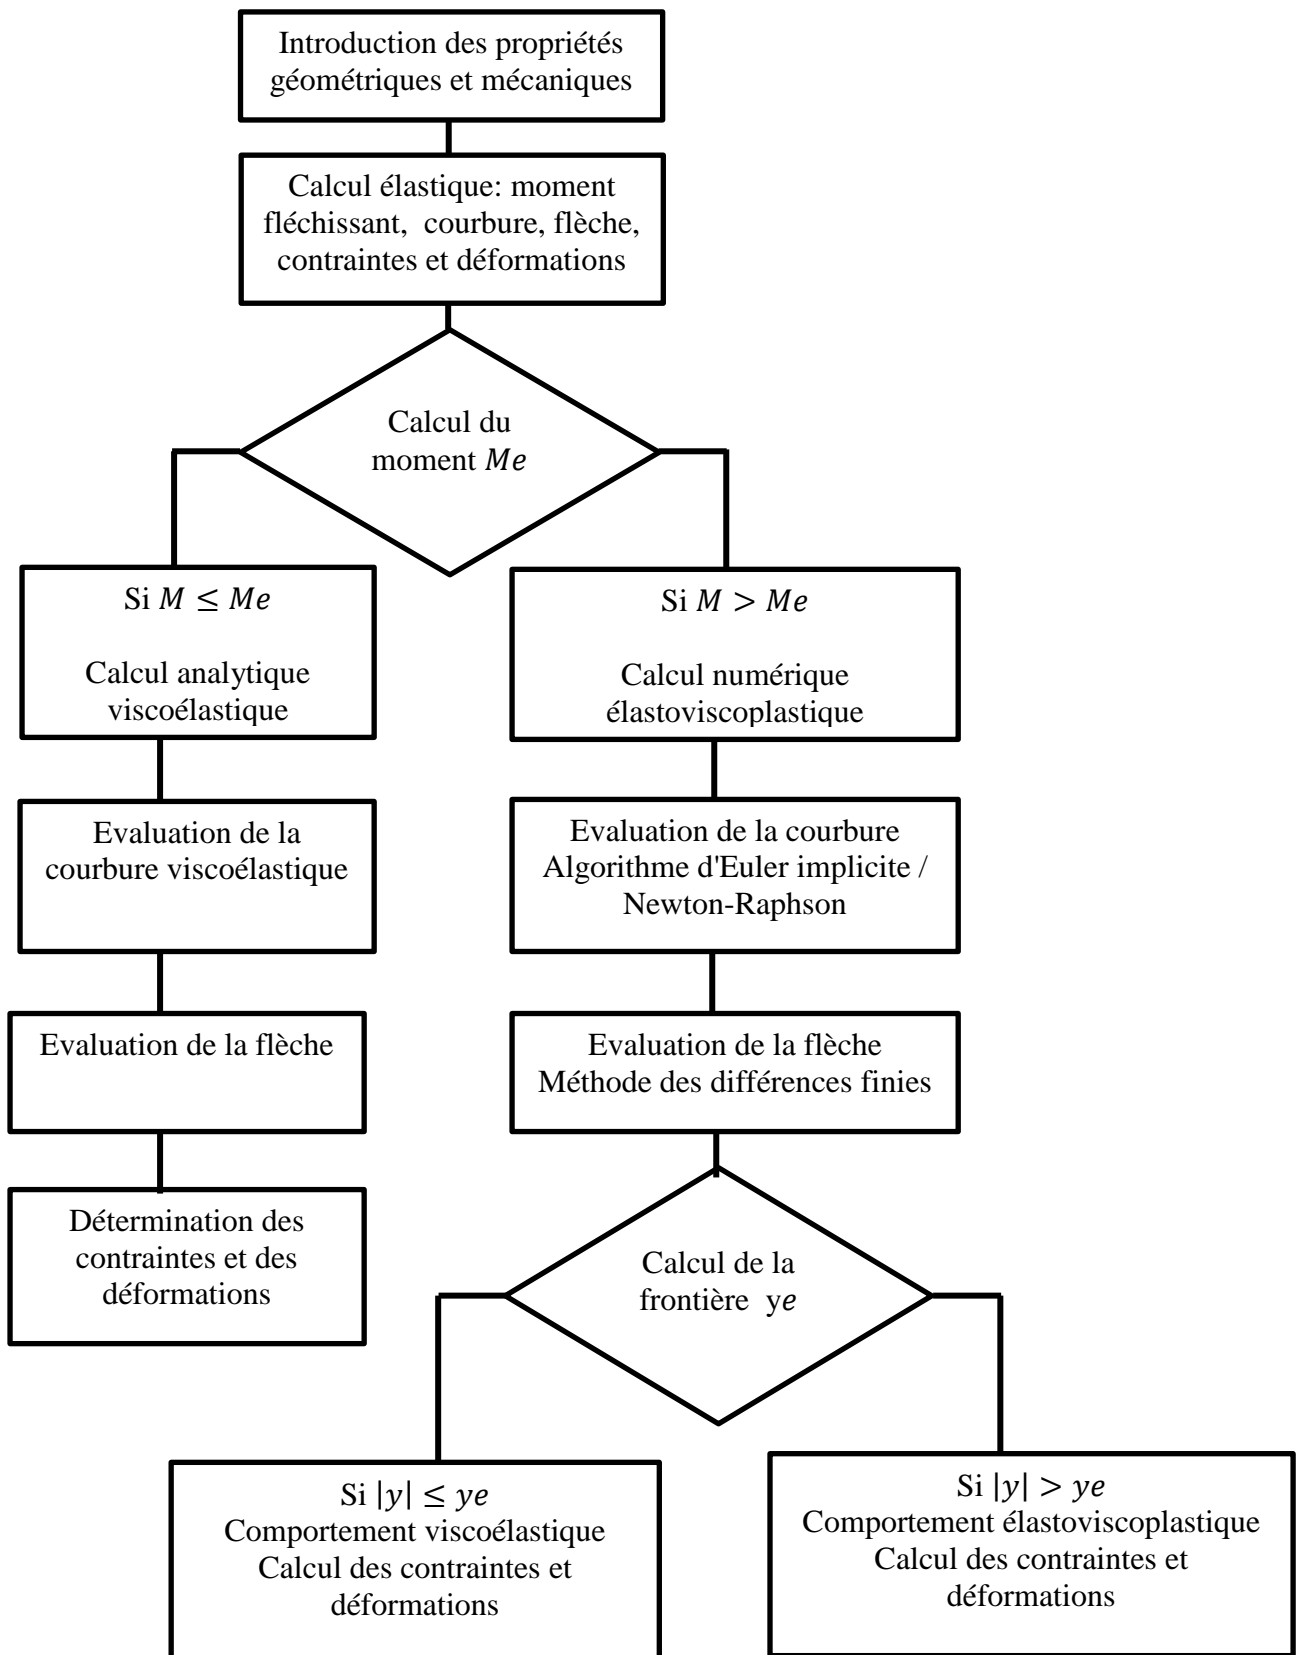 Introduction des propriétés
géométriques et mécaniques
Calcul élastique: moment
fléchissant, courbure, flèche,
contraintes et déformations
Calcul du
moment Me
Si M ≤ Me
Calcul analytique
viscoélastique
Si M > Me
Calcul numérique
élastoviscoplastique
Evaluation de la
courbure viscoélastique
Evaluation de la courbure
Algorithme d'Euler implicite /
Newton-Raphson
Evaluation de la flèche
Evaluation de la flèche
Méthode des différences finies
Détermination des
contraintes et des
déformations
Calcul de la
frontière ye
Si |y| ≤ ye
Comportement viscoélastique
Calcul des contraintes et
déformations
Si |y| > ye
Comportement élastoviscoplastique
Calcul des contraintes et
déformations